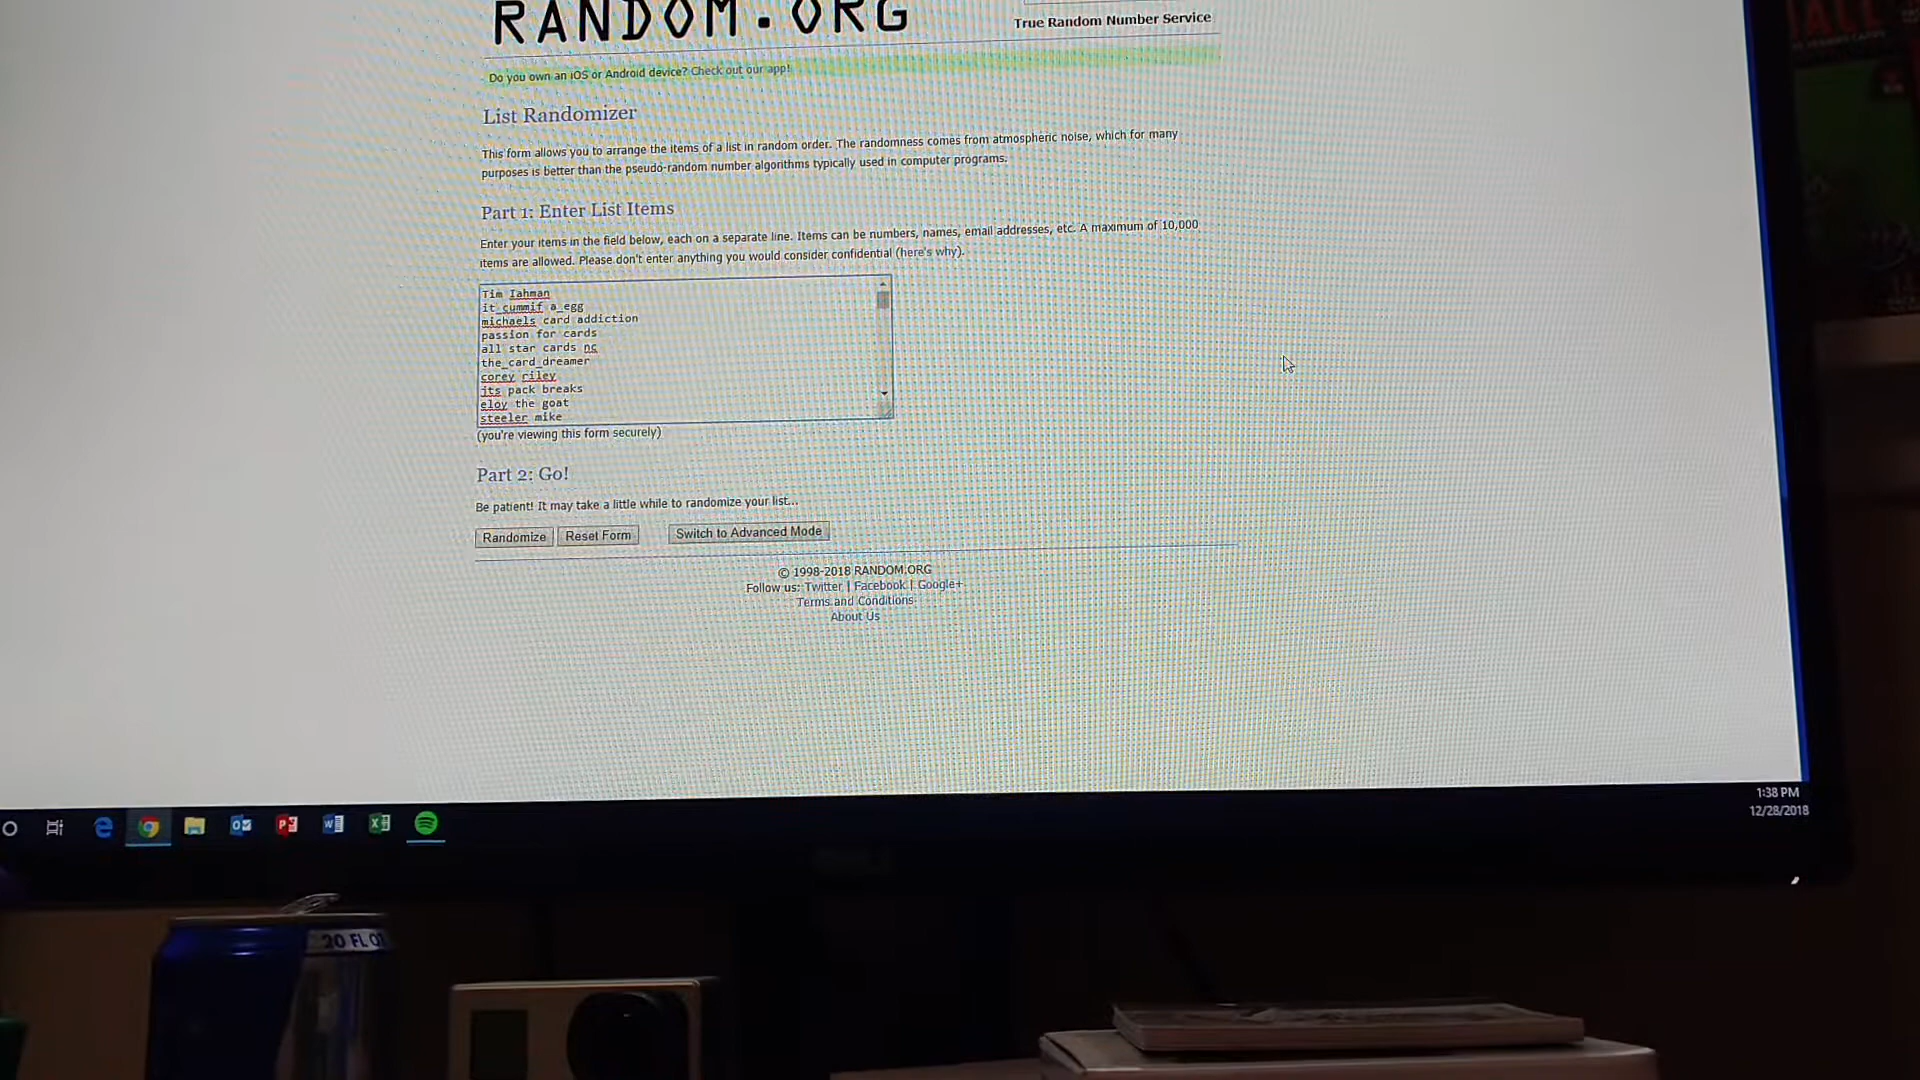 RANDOM.ORG
True Random Number Service
Do you own an iOS or Android device? Check out our app!
List Randomizer
This form allows you to arrange the items of a list in random order. The randomness comes from atmospheric noise, which for many
purposes is better than the pseudo-random number algorithms typically used in computer programs.
Part 1: Enter List Items
Enter your items in the field below, each on a separate line. Items can be numbers, names, email addresses, etc. A maximum of 10,000
items are allowed. Please don't enter anything you would consider confidential (here's why).
Tim Iahman
it_cummif a_egg
michaels card addiction
passion for cards
all star cards nc
the_card_dreamer
corey riley
jts pack breaks
eloy the goat
steeler mike
(you're viewing this form securely)
Part 2: Go!
Be patient! It may take a little while to randomize your list...
Randomize Reset Form Switch to Advanced Mode
© 1998-2018 RANDOM.ORG
Follow us: Twitter | Facebook | Google+
Terms and Conditions
About Us
1:38 PM
12/28/2018
20 FL OZ